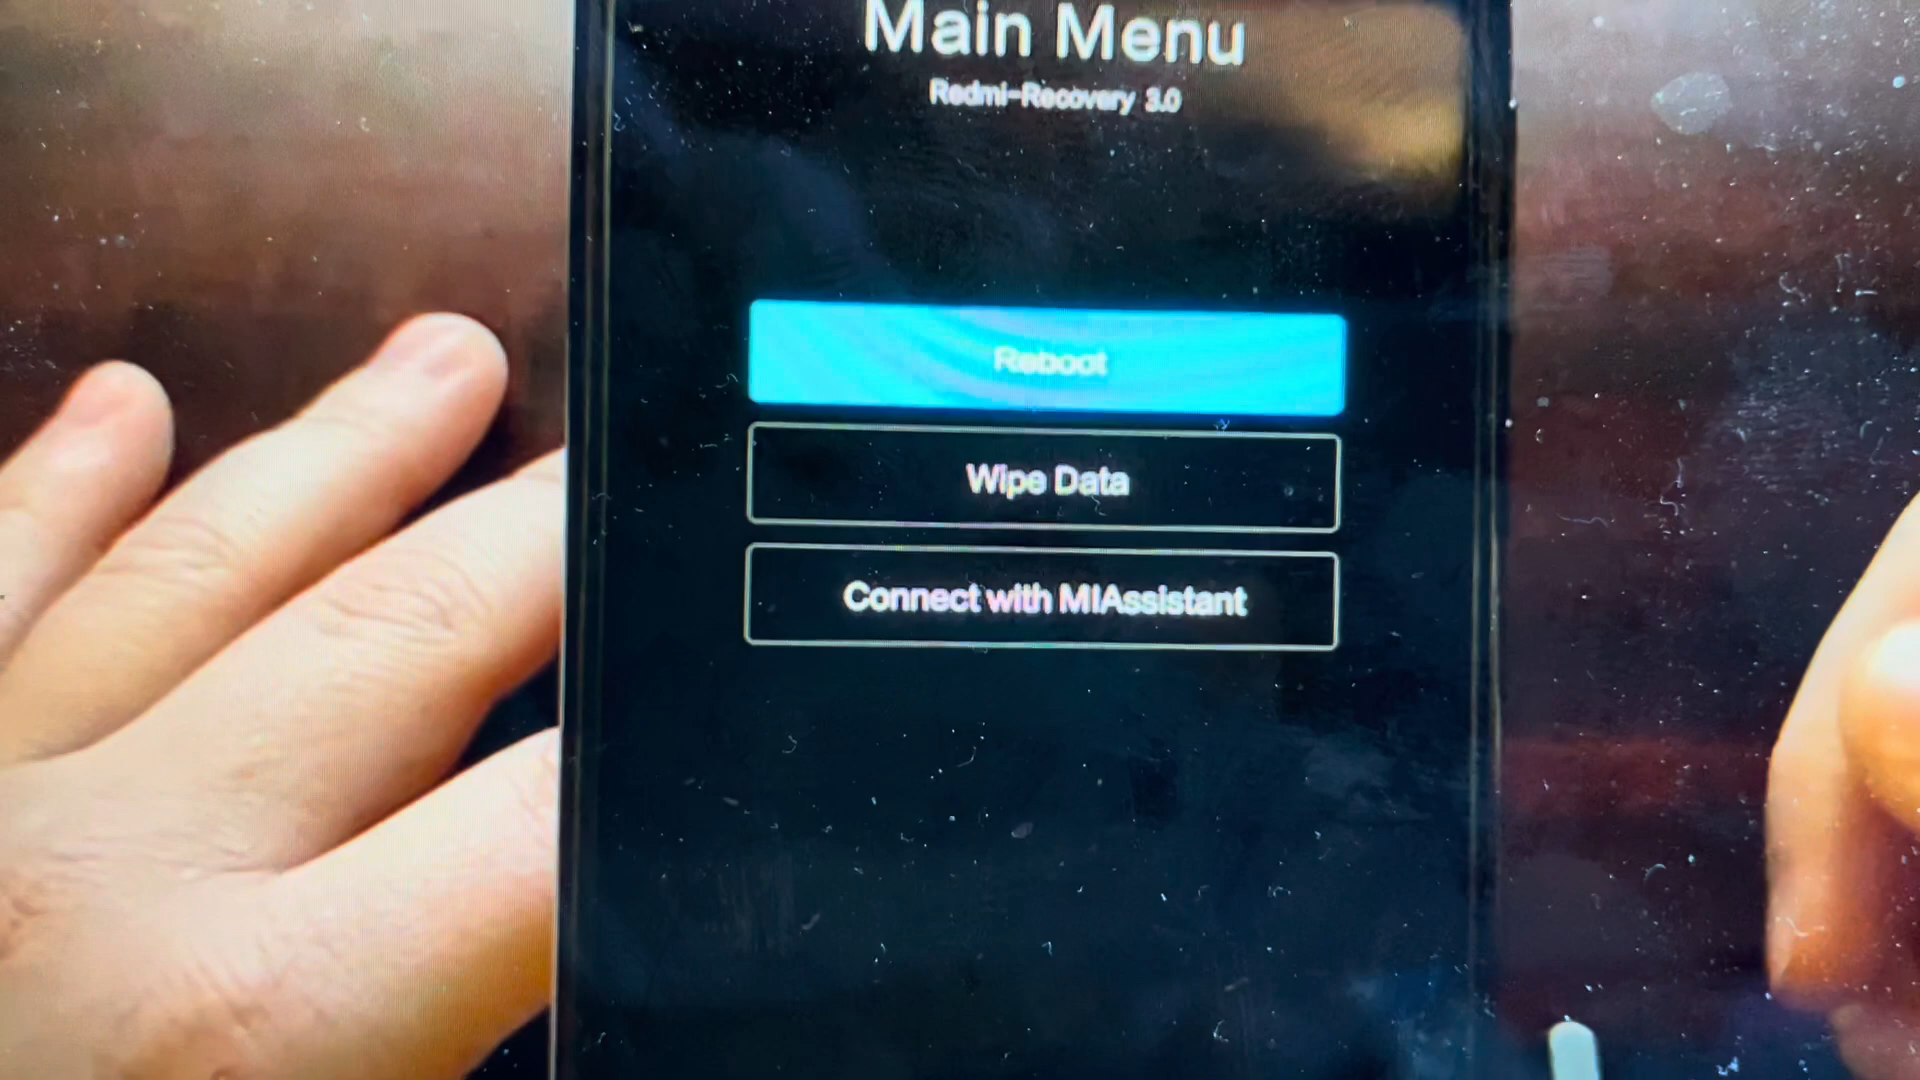 Main Menu
Redmi-Recovery 3.0
Reboot
Wipe Data
Connect with MIAssistant